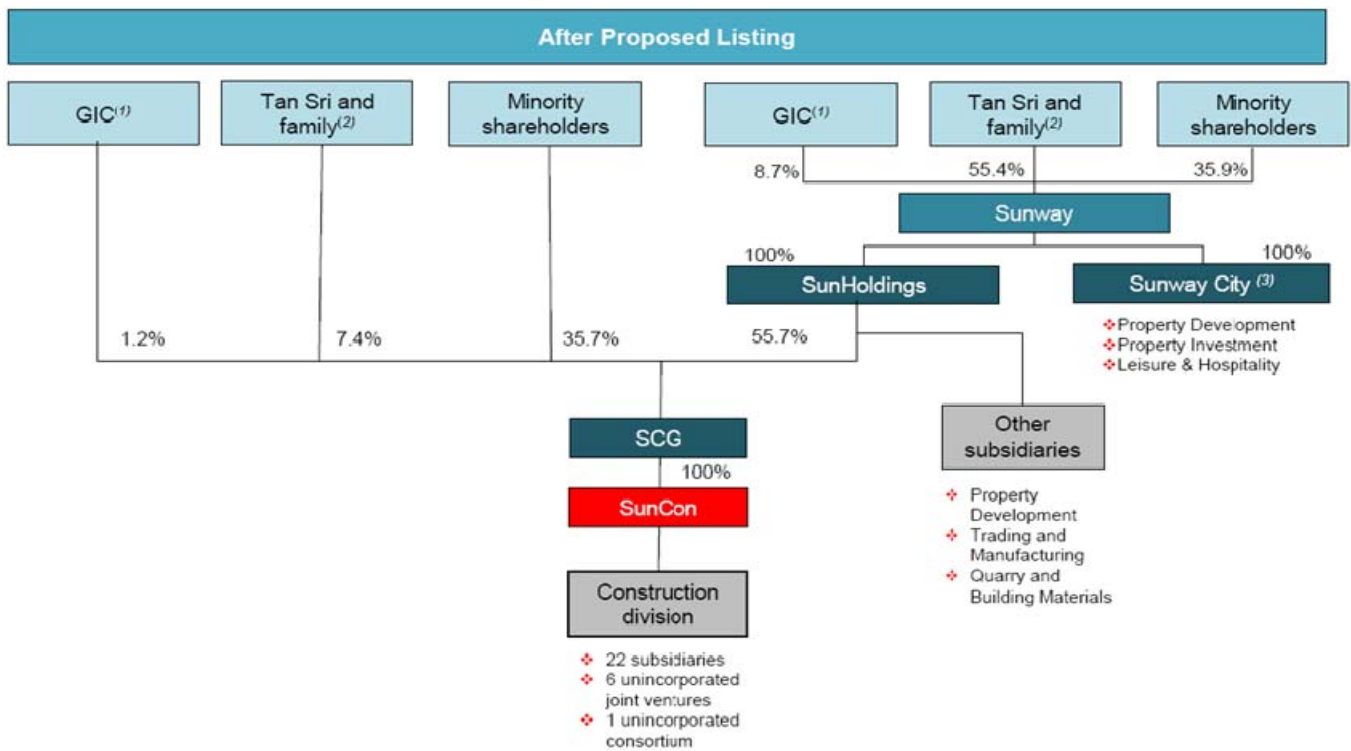 After Proposed Listing
GIC(1)
Tan Sri and
family(2)
Minority
shareholders
GIC(1)
Tan Sri and
family(2)
Minority
shareholders
8.7%
55.4%
35.9%
Sunway
100%
100%
SunHoldings
Sunway City (3)
❖Property Development
❖Property Investment
❖Leisure & Hospitality
1.2%
7.4%
35.7%
55.7%
SCG
100%
SunCon
Other
subsidiaries
❖ Property
Development
❖ Trading and
Manufacturing
❖ Quarry and
Building Materials
Construction
division
❖ 22 subsidiaries
❖ 6 unincorporated
joint ventures
❖ 1 unincorporated
consortium